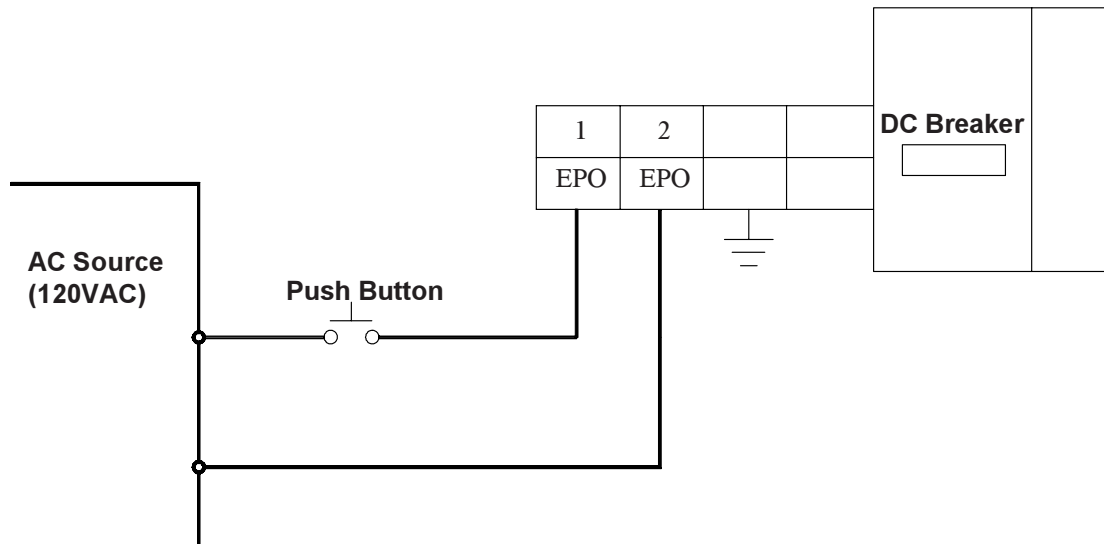 DC Breaker
1 2
EPO EPO
AC Source
(120VAC)
Push Button